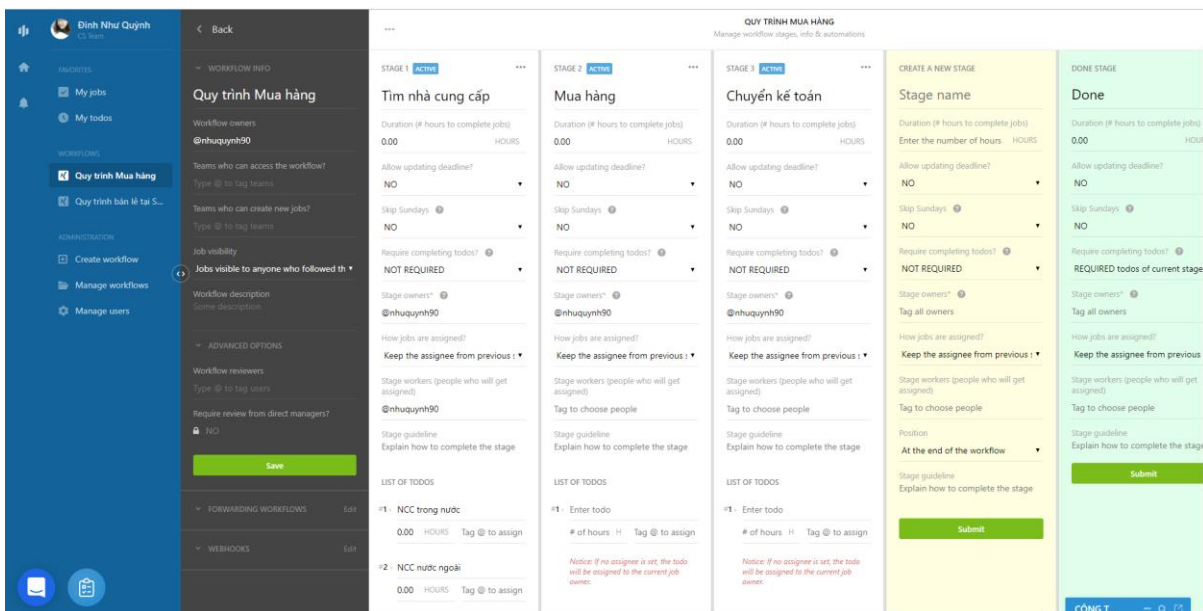 Đinh Như Quỳnh
CS Team
FAVORITES
My jobs
My todos
WORKFLOWS
Quy trình Mua hàng
Quy trình bán lẻ tại S...
ADMINISTRATION
Create workflow
Manage workflows
Manage users
Back
WORKFLOW INFO
Quy trình Mua hàng
Workflow owners
@nhuquynh90
Teams who can access the workflow?
Type @ to tag teams
Teams who can create new jobs?
Type @ to tag teams
Job visibility
Jobs visible to anyone who followed th
Workflow description
Some description
ADVANCED OPTIONS
Workflow reviewers
Type @ to tag users
Require review from direct managers?
NO
Save
FORWARDING WORKFLOWS Edit
WEBHOOKS Edit
QUY TRÌNH MUA HÀNG
Manage workflow stages, info & automations
STAGE 1 ACTIVE
Tìm nhà cung cấp
Duration (# hours to complete jobs)
0.00 HOURS
Allow updating deadline?
NO
Skip Sundays
NO
Require completing todos?
NOT REQUIRED
Stage owners*
@nhuquynh90
How jobs are assigned?
Keep the assignee from previous s
Stage workers (people who will get
assigned)
@nhuquynh90
Stage guideline
Explain how to complete the stage
LIST OF TODOS
#1 NCC trong nước
0.00 HOURS Tag @ to assign
#2 NCC nước ngoài
0.00 HOURS Tag @ to assign
STAGE 2 ACTIVE
Mua hàng
Duration (# hours to complete jobs)
0.00 HOURS
Allow updating deadline?
NO
Skip Sundays
NO
Require completing todos?
NOT REQUIRED
Stage owners*
@nhuquynh90
How jobs are assigned?
Keep the assignee from previous s
Stage workers (people who will get
assigned)
Tag to choose people
Stage guideline
Explain how to complete the stage
LIST OF TODOS
#1 Enter todo
# of hours H Tag @ to assign
Notice: If no assignee is set, the todo
will be assigned to the current job
owner.
STAGE 3 ACTIVE
Chuyển kế toán
Duration (# hours to complete jobs)
0.00 HOURS
Allow updating deadline?
NO
Skip Sundays
NO
Require completing todos?
NOT REQUIRED
Stage owners*
@nhuquynh90
How jobs are assigned?
Keep the assignee from previous s
Stage workers (people who will get
assigned)
Tag to choose people
Stage guideline
Explain how to complete the stage
LIST OF TODOS
#1 Enter todo
# of hours H Tag @ to assign
Notice: If no assignee is set, the todo
will be assigned to the current job
owner.
CREATE A NEW STAGE
Stage name
Duration (# hours to complete jobs)
Enter the number of hours HOURS
Allow updating deadline?
NO
Skip Sundays
NO
Require completing todos?
NOT REQUIRED
Stage owners*
Tag all owners
How jobs are assigned?
Keep the assignee from previous s
Stage workers (people who will get
assigned)
Tag to choose people
Position
At the end of the workflow
Stage guideline
Explain how to complete the stage
Submit
DONE STAGE
Done
Duration (# hours to complete jobs)
0.00 HOU
Allow updating deadline?
NO
Skip Sundays
NO
Require completing todos?
REQUIRED todos of current stage
Stage owners*
Tag all owners
How jobs are assigned?
Keep the assignee from previous
Stage workers (people who will get
assigned)
Tag to choose people
Stage guideline
Explain how to complete the stage
Submit
CÔNG T